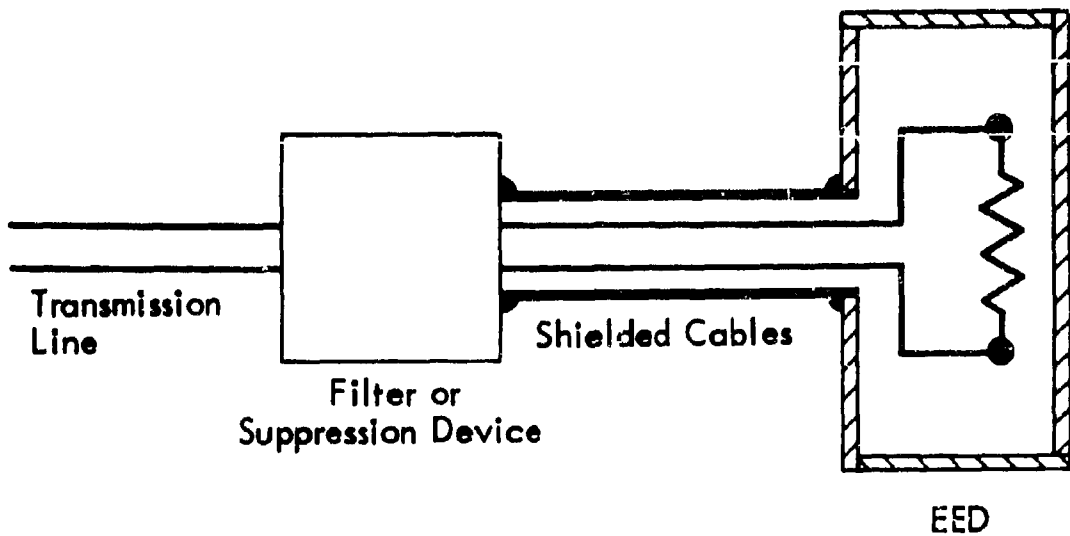 Transmission
Line
Shielded Cables
Filter or
Suppression Device
EED